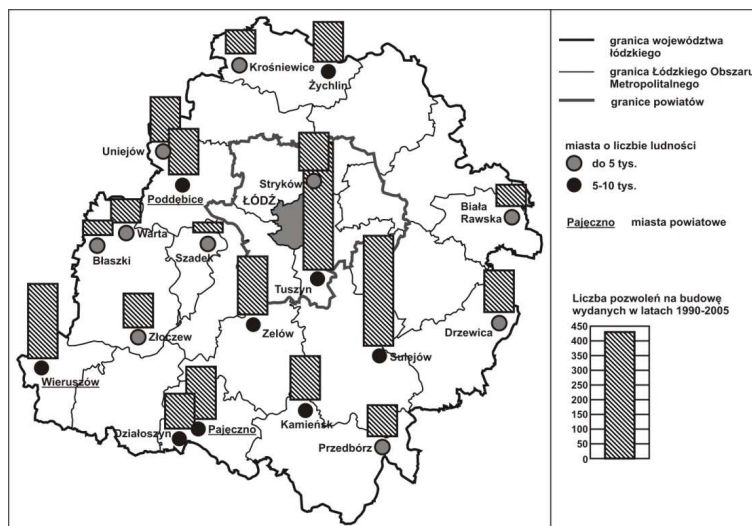 Krośniewice
Żychlin
Uniejów
Poddębice
Stryków
ŁÓDŹ
Biała
Rawska
Warta
Błaszki
Szadek
Tuszyn
Złoczew
Zelów
Sulejów
Drzewica
Wieruszów
Działoszyn
Pajęczno
Kamieńsk
Przedbórz
granica województwa
łódzkiego
granica Łódzkiego Obszaru
Metropolitalnego
granice powiatów
miasta o liczbie ludności
do 5 tys.
5-10 tys.
Pajęczno miasta powiatowe
Liczba pozwoleń na budowę
wydanych w latach 1990-2005
450
400
350
300
250
200
150
100
50
0